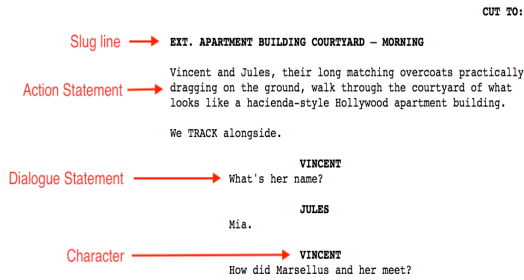 CUT TO:
Slug line
EXT. APARTMENT BUILDING COURTYARD – MORNING
Vincent and Jules, their long matching overcoats practically
Action Statement
dragging on the ground, walk through the courtyard of what
looks like a hacienda-style Hollywood apartment building.
We TRACK alongside.
VINCENT
Dialogue Statement
What's her name?
JULES
Mia.
Character
VINCENT
How did Marsellus and her meet?